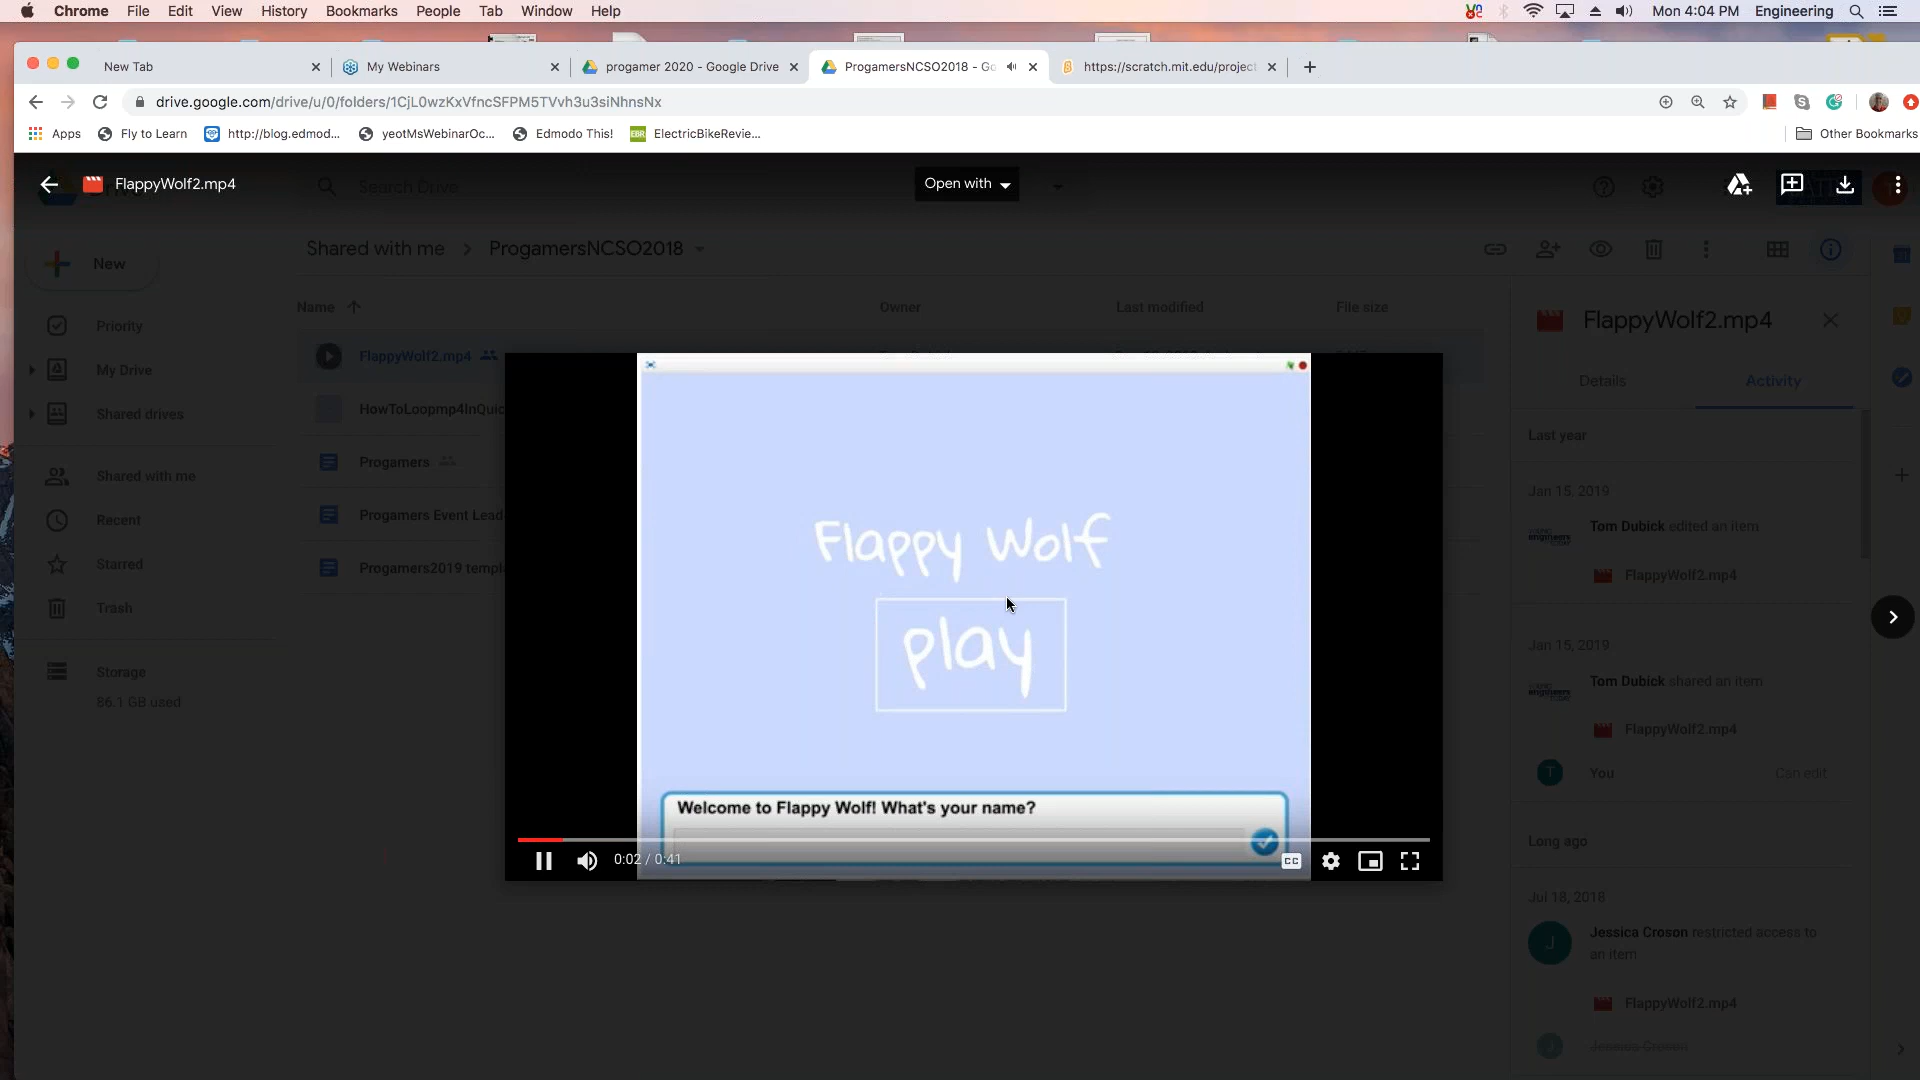 Chrome File Edit View History Bookmarks People Tab Window Help Mon 4:04 PM Engineering
New Tab My Webinars progamer 2020 - Google Drive ProgamersNCSO2018 - Go https://scratch.mit.edu/project
drive.google.com/drive/u/0/folders/1CjL0wzKxVfncSFPM5TVvh3u3siNhnsNx
Apps Fly to Learn http://blog.edmod... yeotMsWebinarOc... Edmodo This! EBR ElectricBikeRevie... Other Bookmarks
FlappyWolf2.mp4 Search Drive Open with
New Shared with me > ProgamersNCSO2018
Name Owner Last modified File size
FlappyWolf2.mp4
Priority
FlappyWolf2.mp4
My Drive
Details Activity
Shared drives HowToLoopmp4InQuic
Last year
Progamers
Shared with me
Jan 15, 2019
Recent Progamers Event Lead
Tom Dubick edited an item
Starred Progamers2019 templ
FlappyWolf2.mp4
Trash
Flappy Wolf
play
Jan 15, 2019
Storage
Tom Dubick shared an item
86.1 GB used
FlappyWolf2.mp4
T You Can edit
Welcome to Flappy Wolf! What's your name?
0:02 / 0:41 CC
Long ago
Jul 18, 2018
J Jessica Croson restricted access to
an item
FlappyWolf2.mp4
J Jessica Croson